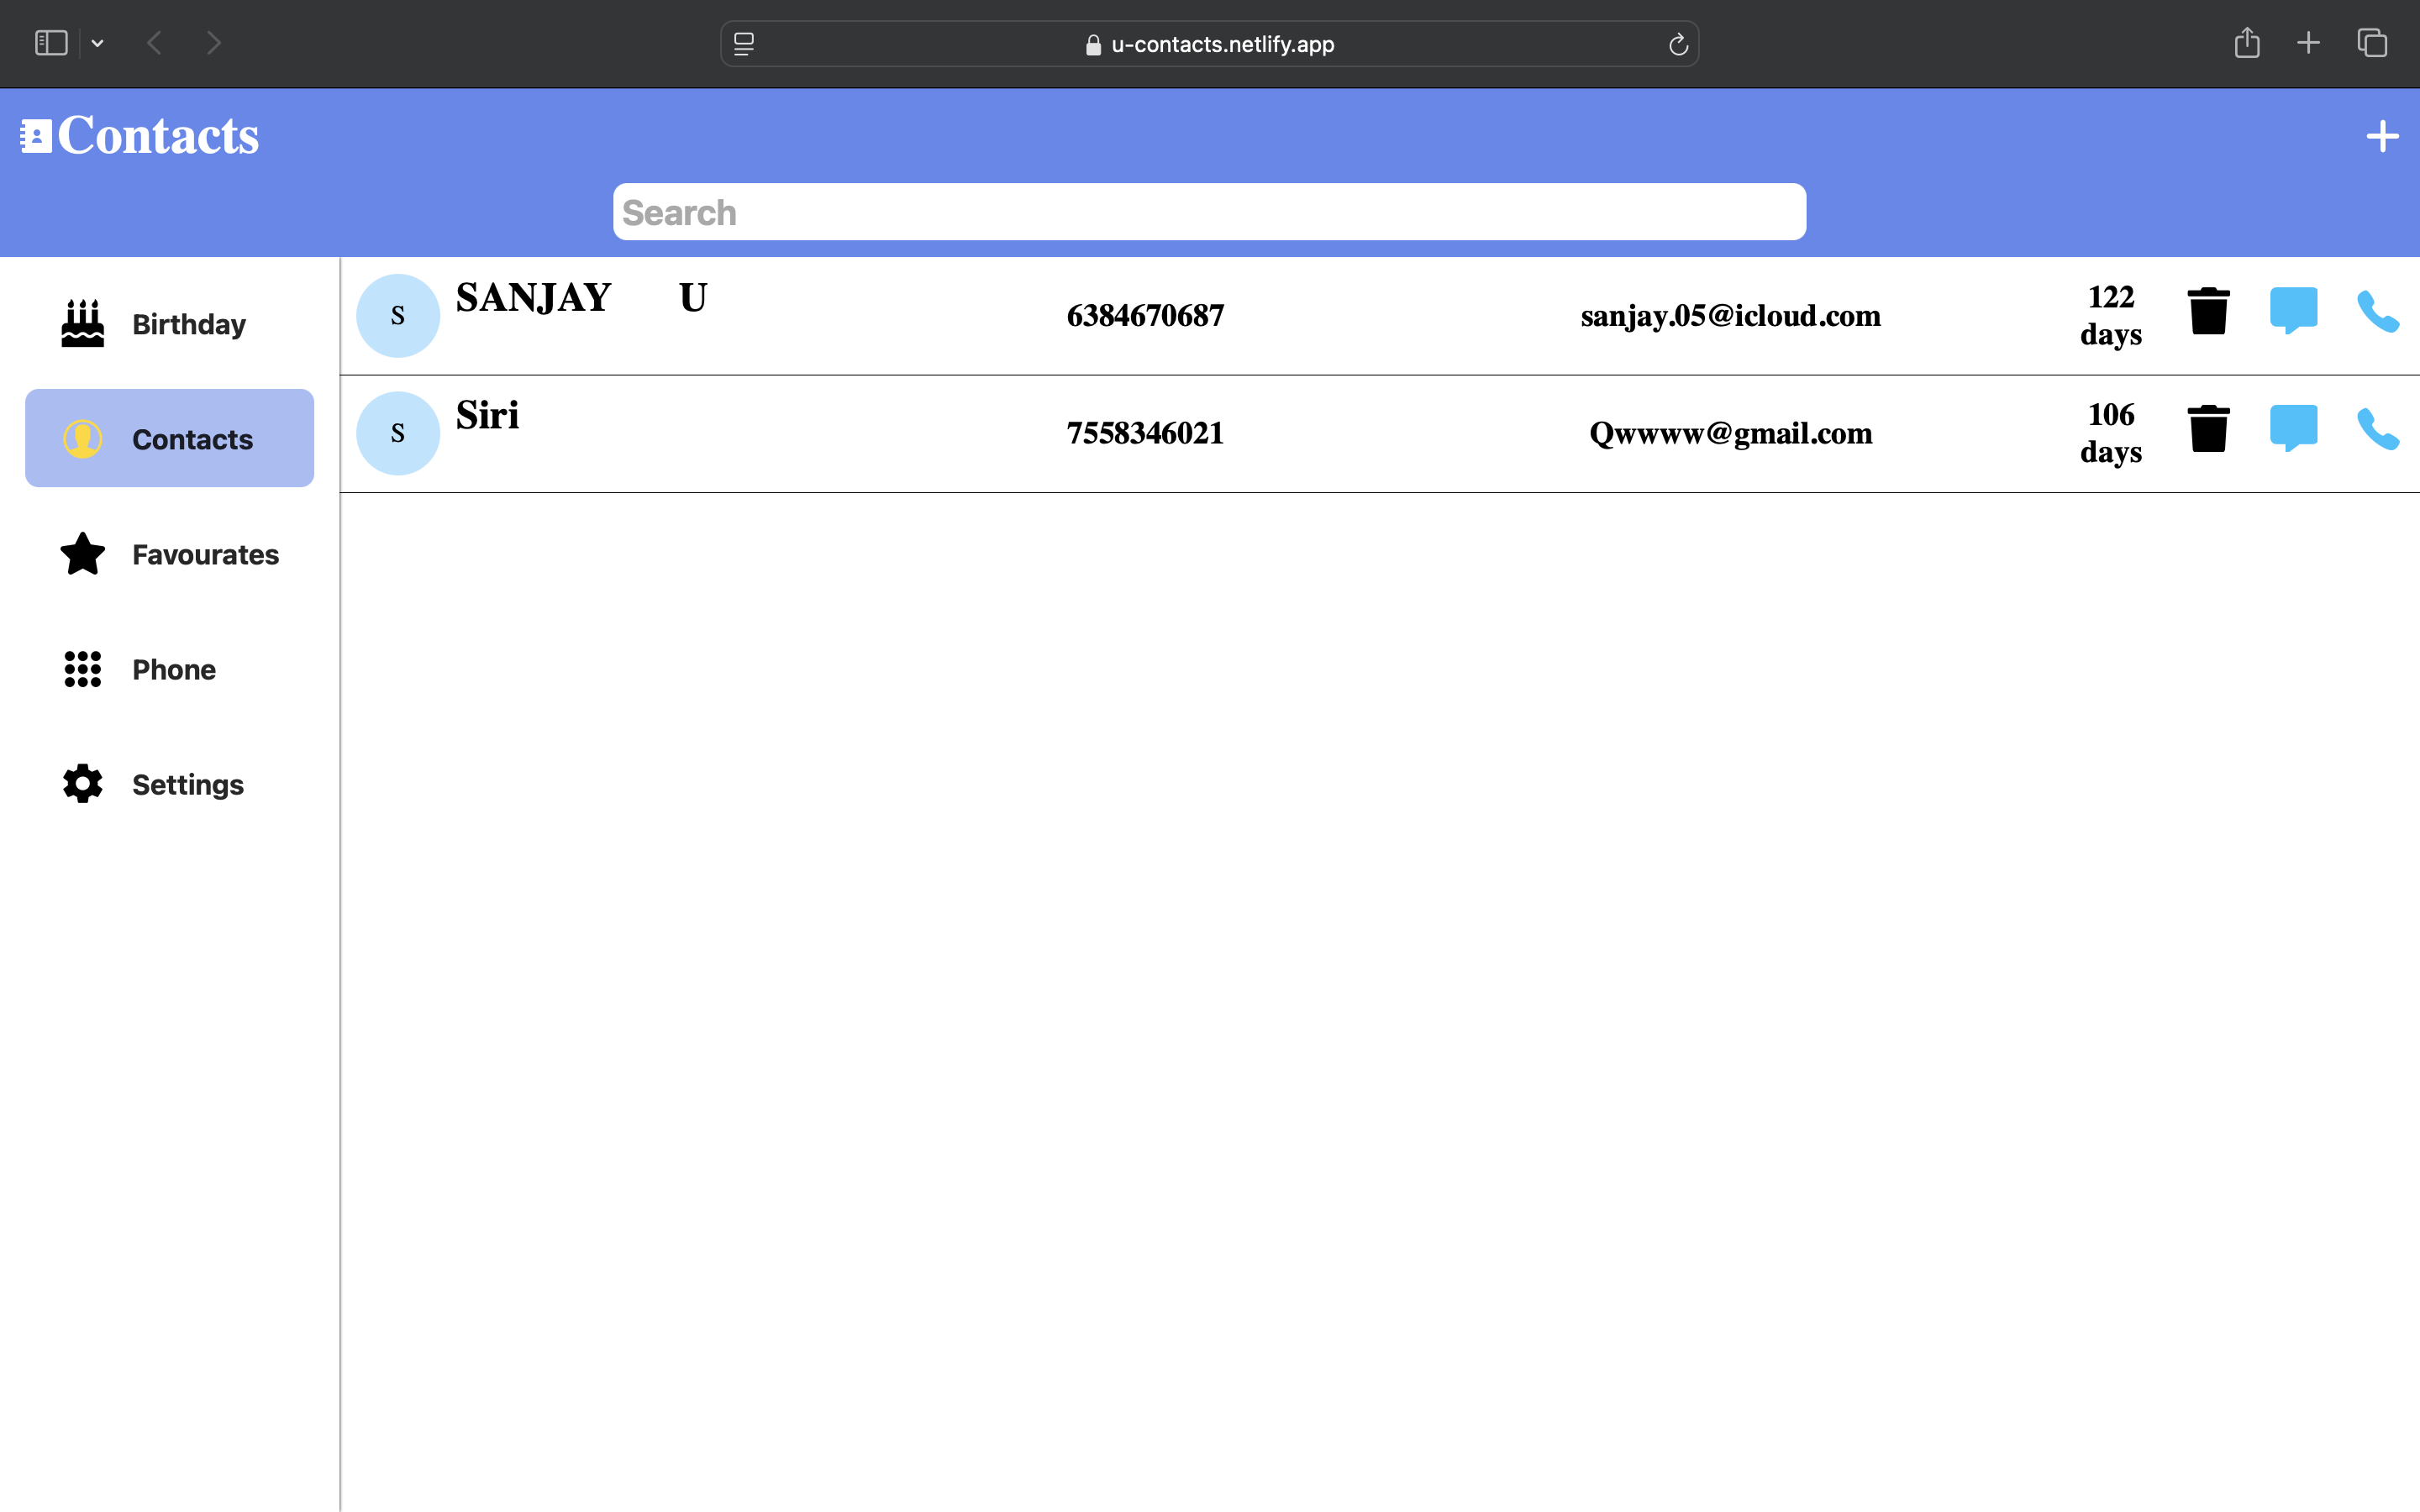 u-contacts.netlify.app
Contacts
Search
Birthday
Contacts
Favourates
Phone
Settings
S SANJAY U 6384670687 sanjay.05@icloud.com 122 days
S Siri 7558346021 Qwwww@gmail.com 106 days